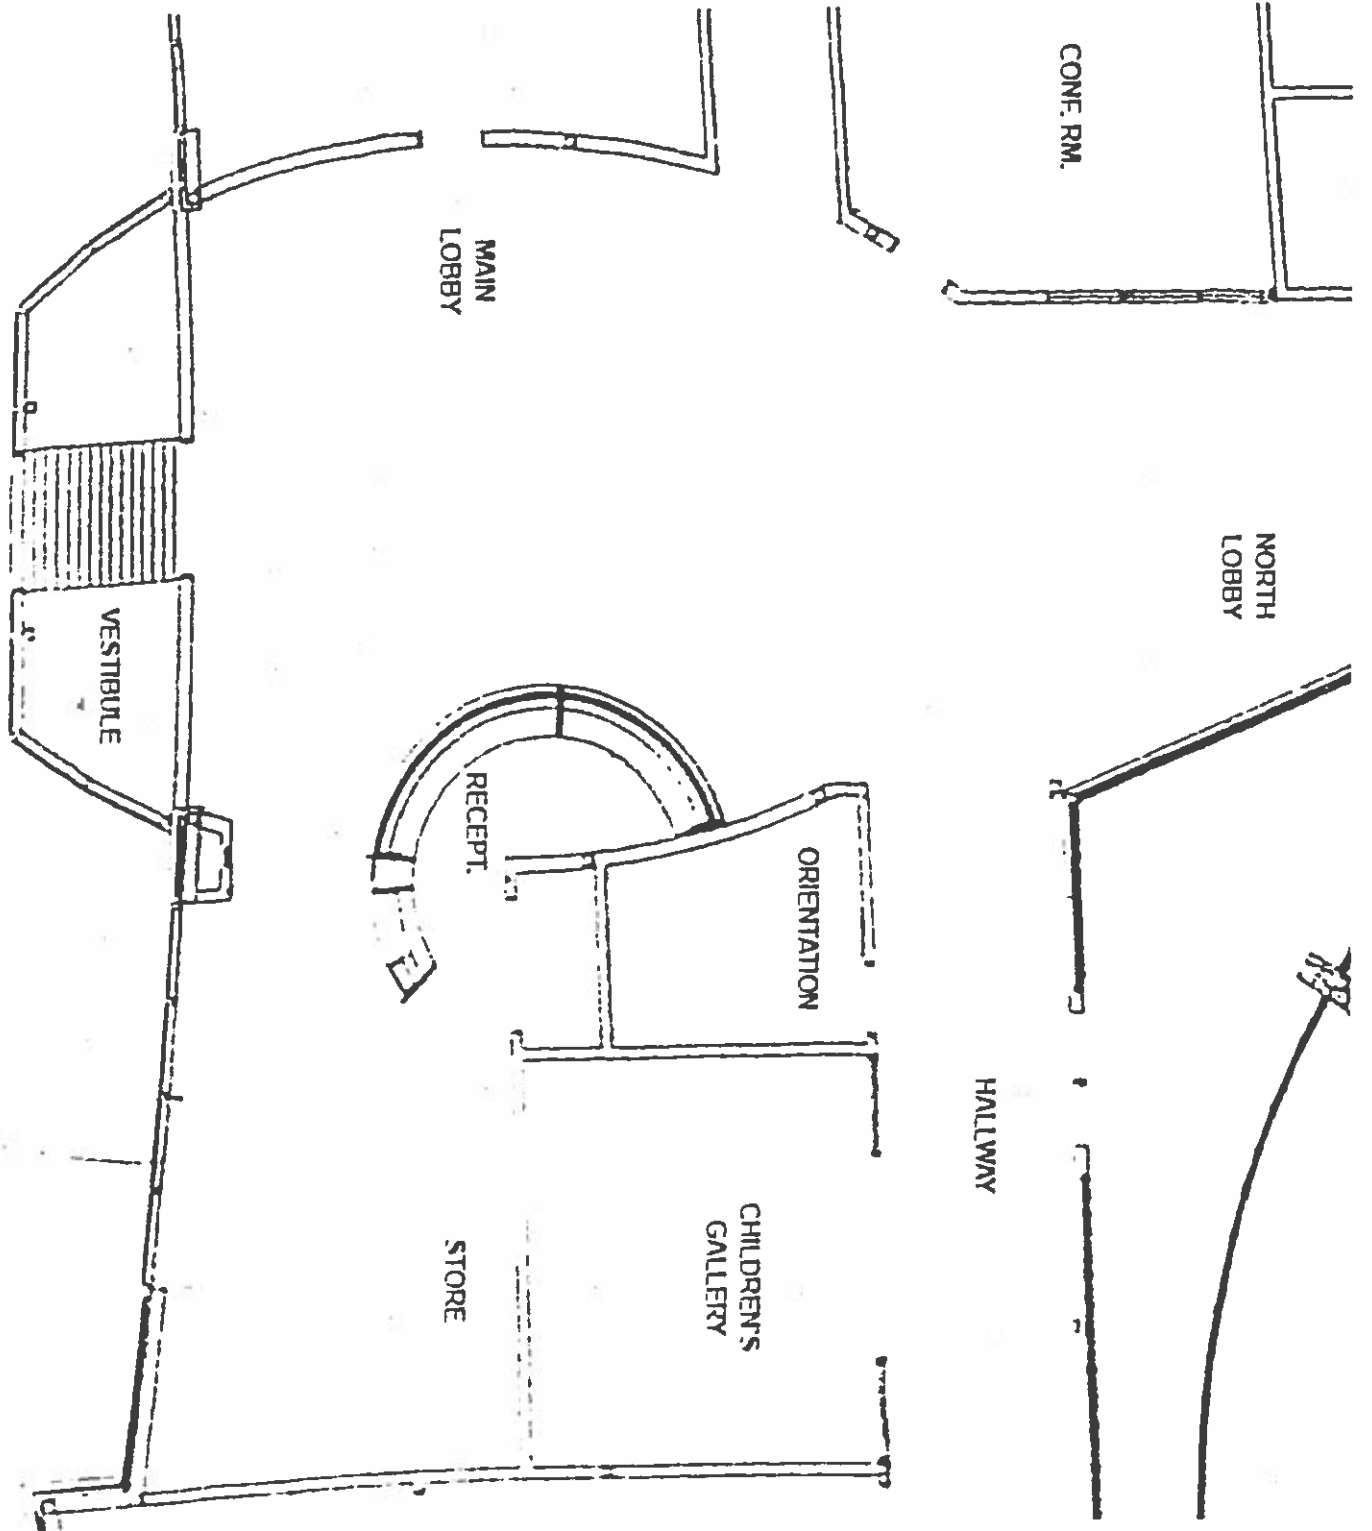 CONF. RM.
MAIN
LOBBY
NORTH
LOBBY
VESTIBULE
RECEPT.
ORIENTATION
HALLWAY
CHILDREN'S
GALLERY
STORE